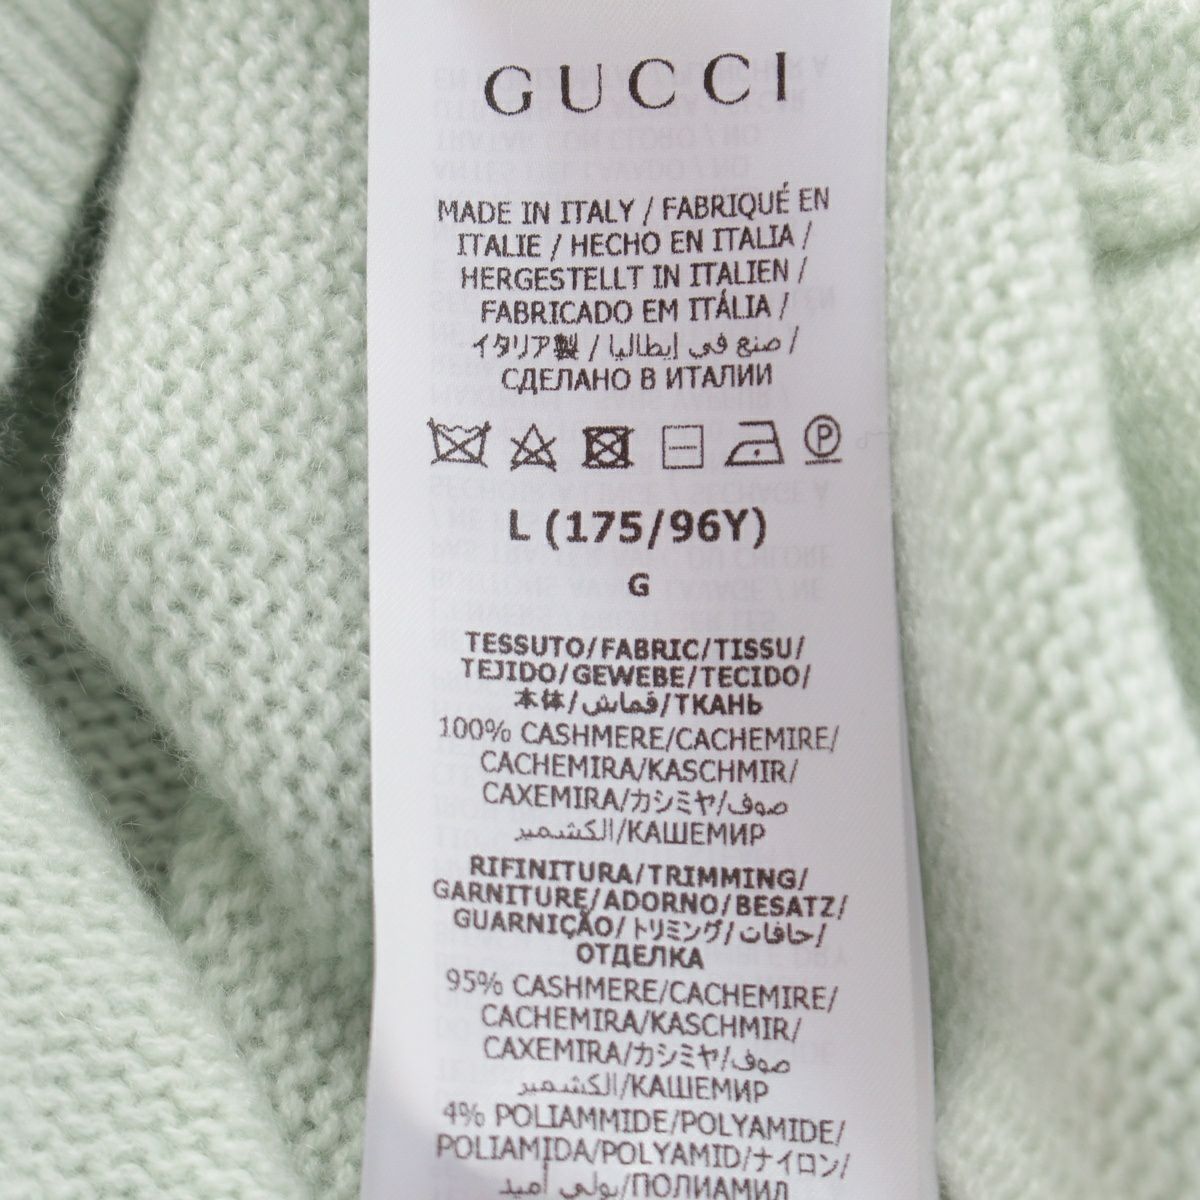 GUCCI
MADE IN ITALY / FABRIQUÉ EN
ITALIE / HECHO EN ITALIA /
HERGESTELLT IN ITALIEN /
FABRICADO EM ITÁLIA /
イタリア製 / صنع في إيطاليا /
СДЕЛАНО В ИТАЛИИ
P
L (175/96Y)
G
TESSUTO/FABRIC/TISSU/
TEJIDO/GEWEBE/TECIDO/
本体/قماش/ТКАНЬ
100% CASHMERE/CACHEMIRE/
CACHEMIRA/KASCHMIR/
CAXEMIRA/カシミヤ/صوف
الكشمير/КАШЕМИР
RIFINITURA/TRIMMING/
GARNITURE/ADORNO/BESATZ/
GUARNIÇÃO/トリミング/حافات/
ОТДЕЛКА
95% CASHMERE/CACHEMIRE/
CACHEMIRA/KASCHMIR/
CAXEMIRA/カシミヤ/صوف
الكشمير/КАШЕМИР
4% POLIAMMIDE/POLYAMIDE/
POLIAMIDA/POLYAMID/ナイロン/
بولي أميد/ПОЛИАМИД